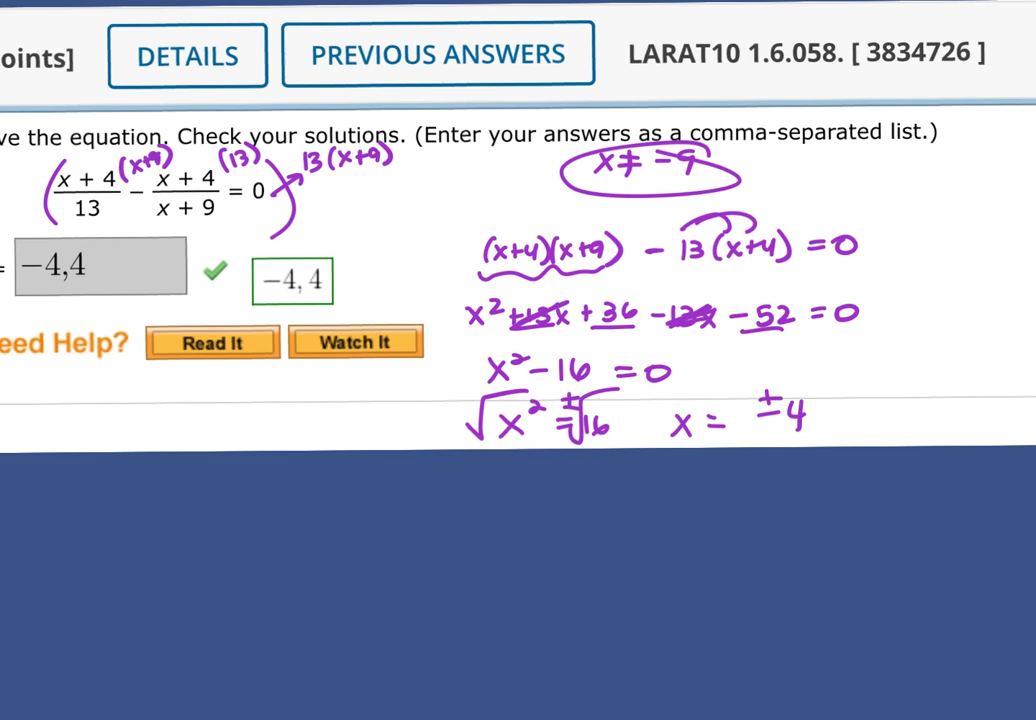 oints] DETAILS PREVIOUS ANSWERS LARAT10 1.6.058. [ 3834726 ]
ve the equation. Check your solutions. (Enter your answers as a comma-separated list.)
(x+9) (13) 13(x+9) x ≠ -9
x + 4 / 13 − x + 4 / x + 9 = 0
(x+4)(x+9) - 13(x+4) = 0
= −4,4 −4, 4
x² +13x + 36 - 13x - 52 = 0
eed Help? Read It Watch It
x² - 16 = 0
√x² = ±√16 x = ±4